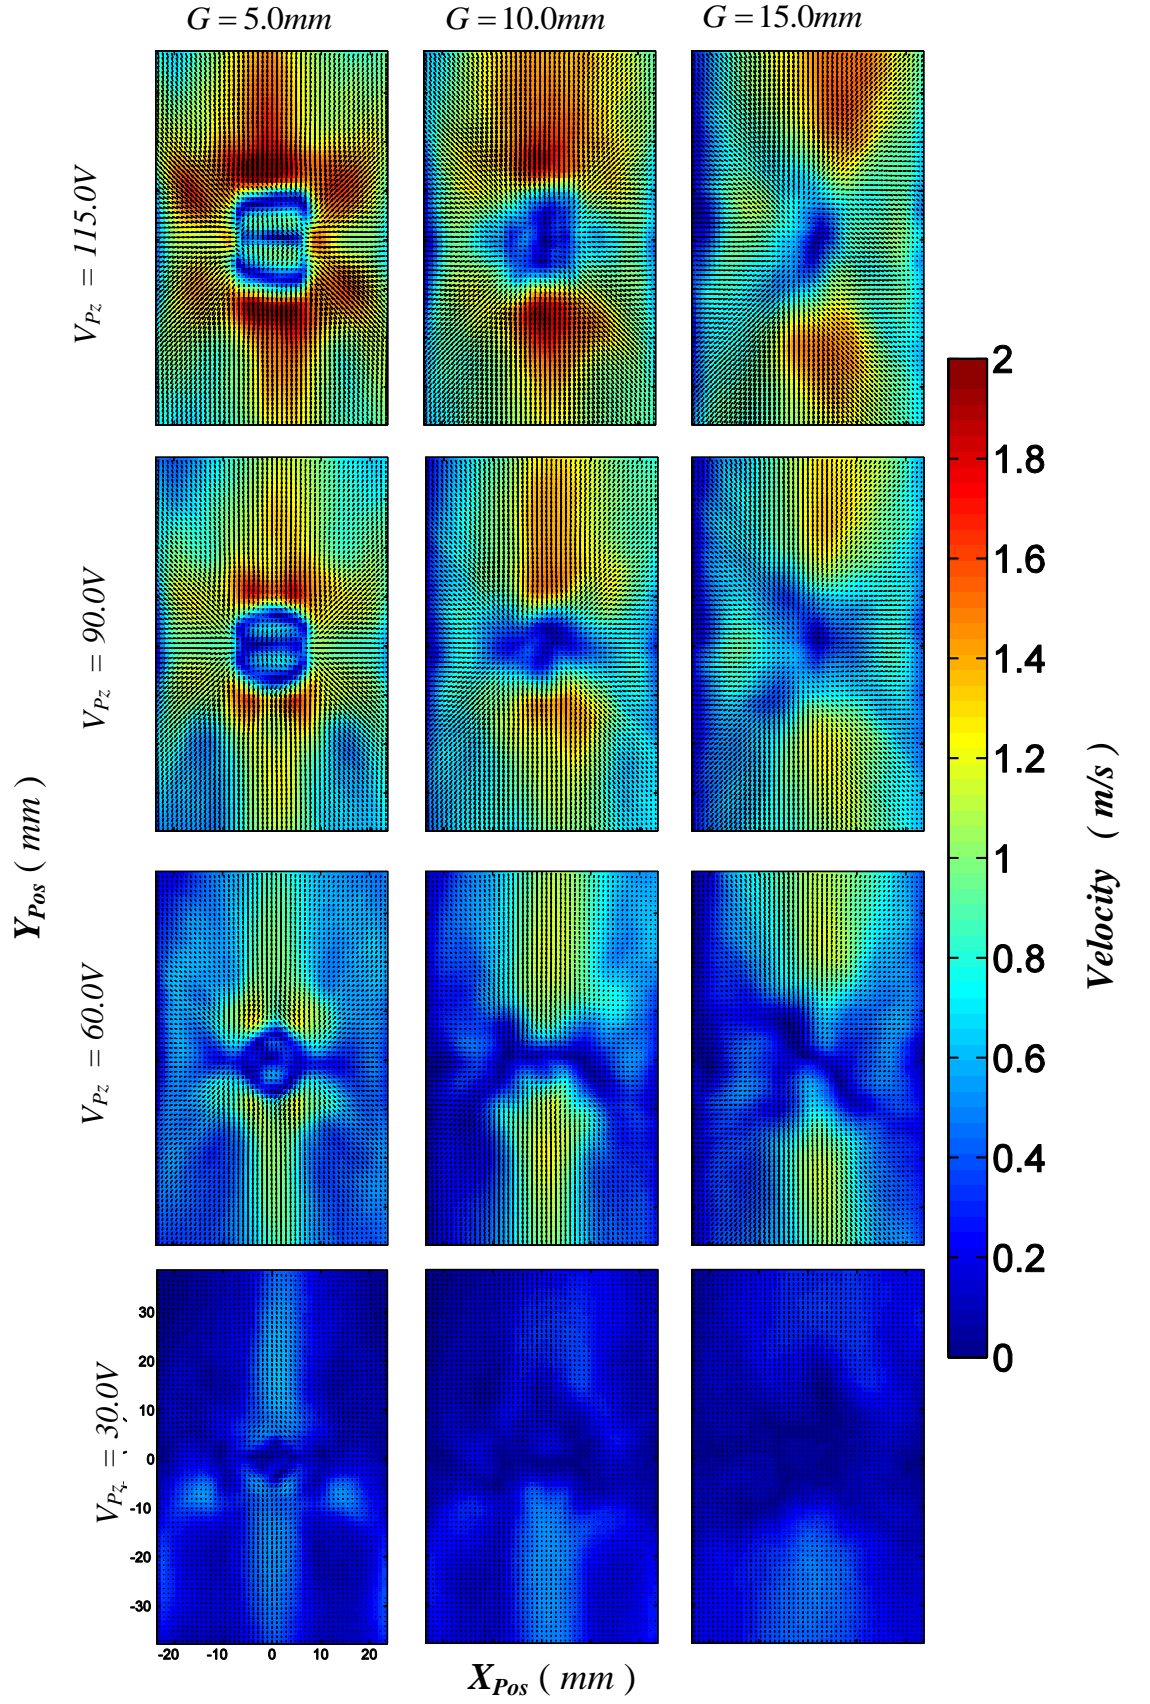 G = 5.0mm G = 10.0mm G = 15.0mm
V_Pz = 115.0V
2
1.8
V_Pz = 90.0V
1.6
1.4
1.2
Y_Pos ( mm )
1
Velocity ( m/s )
V_Pz = 60.0V
0.8
0.6
0.4
0.2
0
V_Pz = 30.0V
30
20
10
0
-10
-20
-30
-20 -10 0 10 20
X_Pos ( mm )